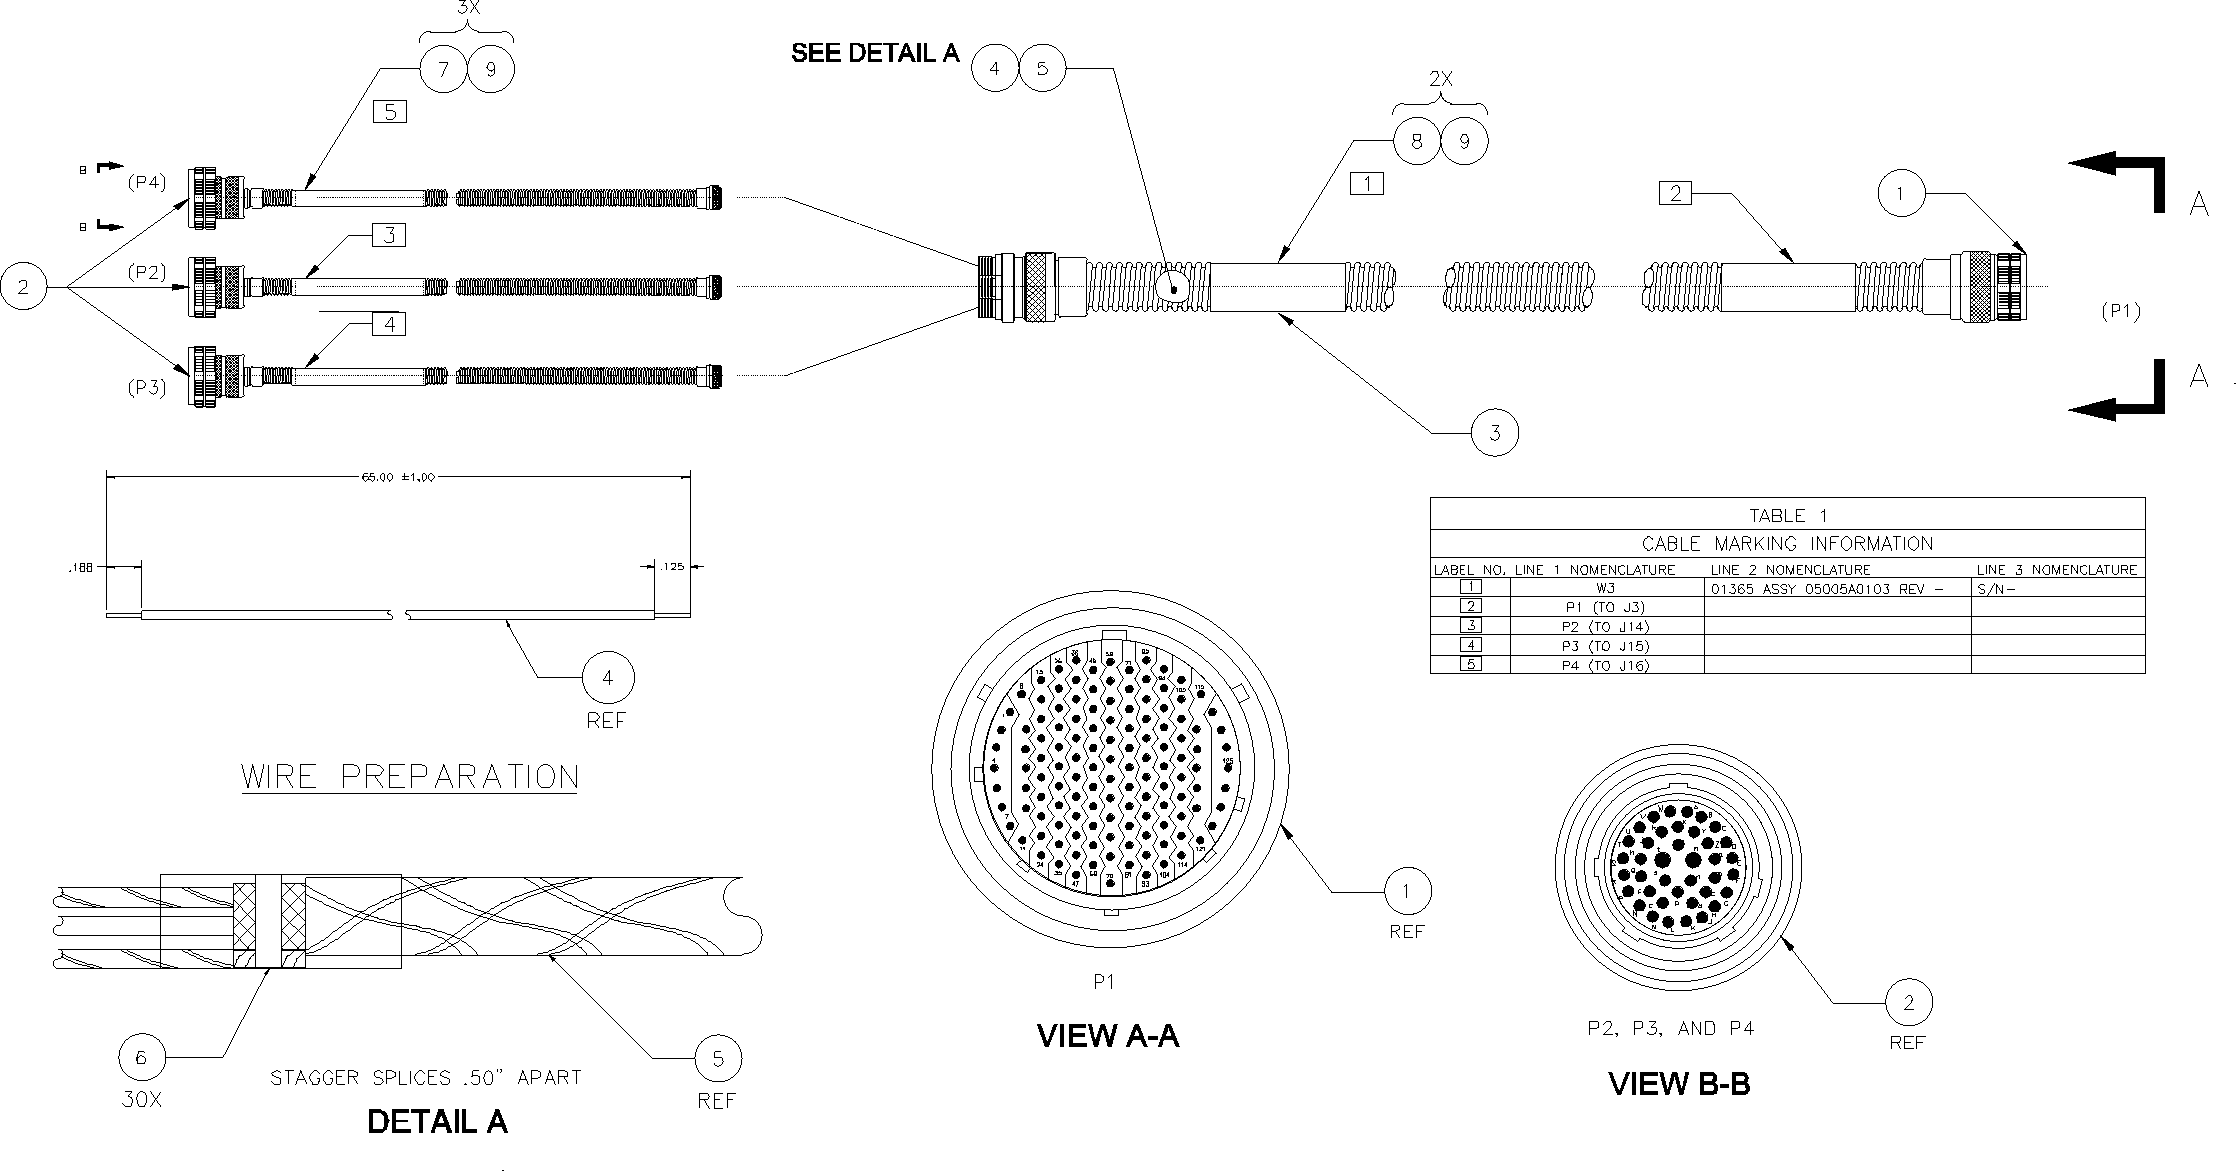 3X
7 9
SEE DETAIL A
4 5
2X
8 9
5
1
2
1
A
(P4)
B
B
3
(P2)
2
4
(P3)
(P1)
A
3
65.00 ±1.00
.188
.125
4
REF
WIRE PREPARATION
TABLE 1
CABLE MARKING INFORMATION
LABEL NO. LINE 1 NOMENCLATURE LINE 2 NOMENCLATURE LINE 3 NOMENCLATURE
1 W3 01365 ASSY 05005A0103 REV - S/N-
2 P1 (TO J3)
3 P2 (TO J14)
4 P3 (TO J15)
5 P4 (TO J16)
1
REF
P1
VIEW A-A
2
REF
P2, P3, AND P4
VIEW B-B
6
30X
STAGGER SPLICES .50" APART
5
REF
DETAIL A